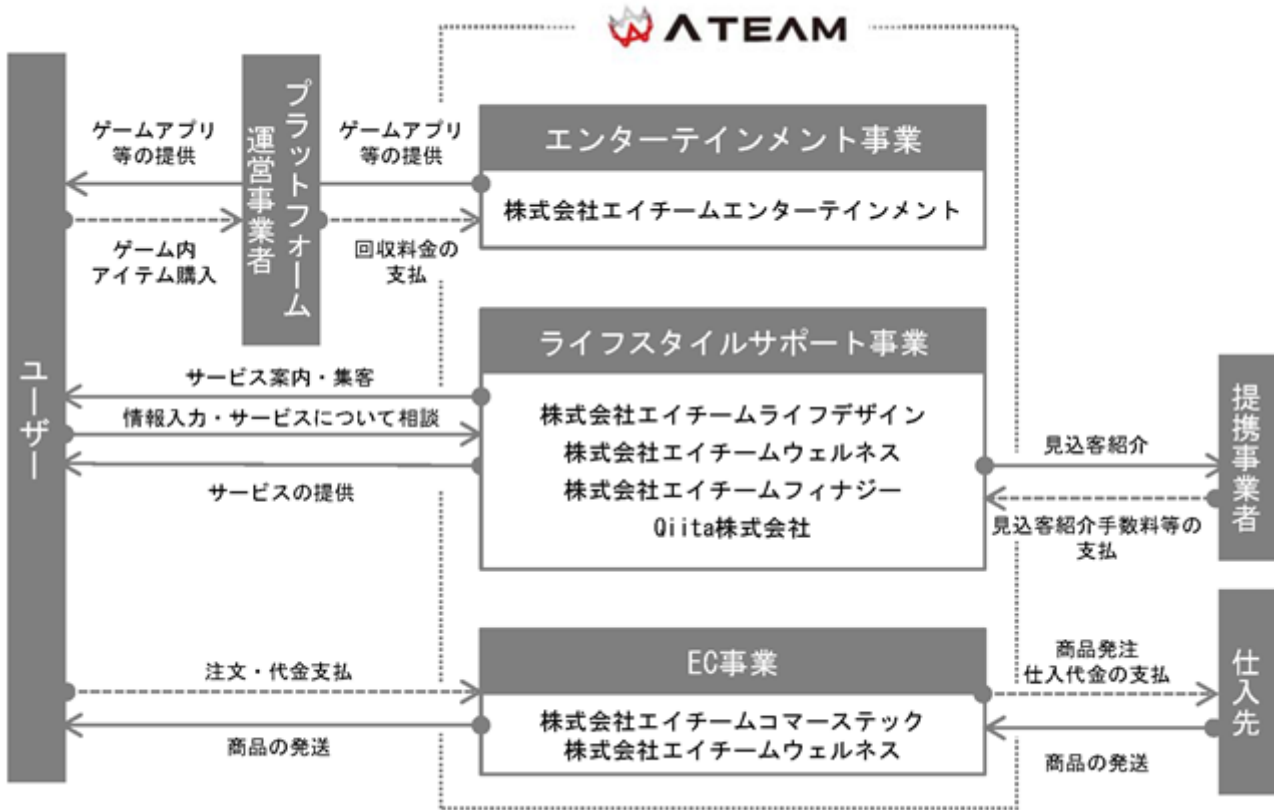 ATEAM
ユーザー
プラットフォーム
運営事業者
ゲームアプリ
等の提供
ゲームアプリ
等の提供
ゲーム内
アイテム購入
回収料金の
支払
エンターテインメント事業
株式会社エイチームエンターテインメント
ライフスタイルサポート事業
株式会社エイチームライフデザイン
株式会社エイチームウェルネス
株式会社エイチームフィナジー
Qiita株式会社
サービス案内・集客
情報入力・サービスについて相談
サービスの提供
見込客紹介
見込客紹介手数料等の
支払
提携事業者
EC事業
株式会社エイチームコマーステック
株式会社エイチームウェルネス
注文・代金支払
商品の発送
商品発注
仕入代金の支払
商品の発送
仕入先